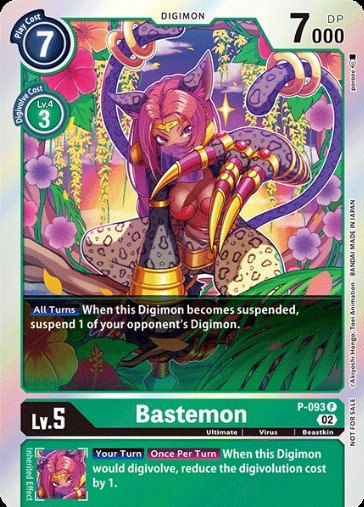 Play Cost
7
DIGIMON
7000 DP
Digivolve Cost
Lv.4
3
All Turns When this Digimon becomes suspended,
suspend 1 of your opponent's Digimon.
©Akiyoshi Hongo, Toei Animation BANDAI MADE IN JAPAN
NOT FOR SALE
Lv.5
Bastemon
P-093 P
02
Ultimate Virus Beastkin
Inherited Effect
Your Turn Once Per Turn When this Digimon
would digivolve, reduce the digivolution cost
by 1.